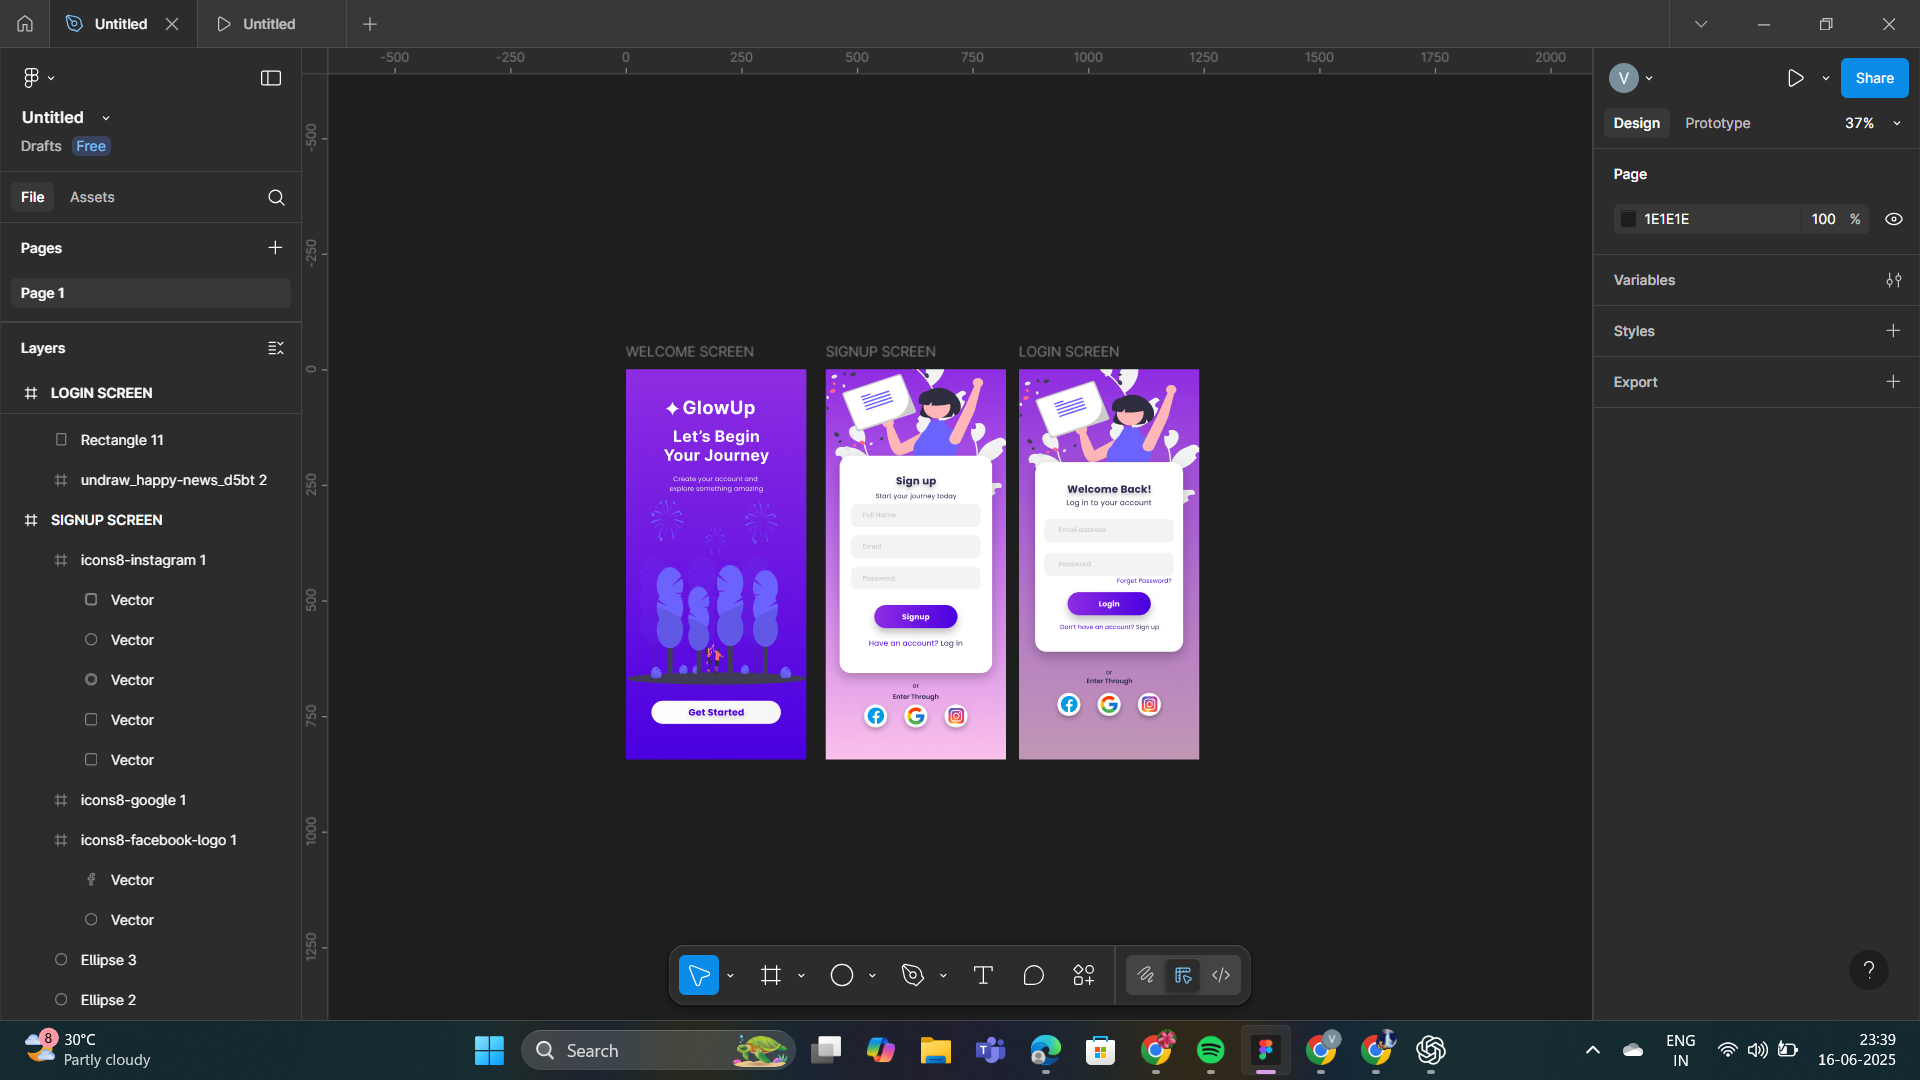 Untitled
Untitled
Untitled
Drafts Free
File Assets
Pages
Page 1
Layers
LOGIN SCREEN
Rectangle 11
undraw_happy-news_d5bt 2
SIGNUP SCREEN
icons8-instagram 1
Vector
Vector
Vector
Vector
Vector
icons8-google 1
icons8-facebook-logo 1
Vector
Vector
Ellipse 3
Ellipse 2
-500 -250 0 250 500 750 1000 1250 1500 1750 2000
-500
-250
0
250
500
750
1000
1250
WELCOME SCREEN
GlowUp
Let's Begin
Your Journey
Create your account and
explore something amazing
Get Started
SIGNUP SCREEN
Sign up
Start your journey today
Full Name
Email
Password
Signup
Have an account? Log in
or
Enter Through
LOGIN SCREEN
Welcome Back!
Log in to your account
Email address
Password
Forget Password?
Login
Don't have an account? Sign up
or
Enter Through
V
Share
Design Prototype 37%
Page
1E1E1E 100 %
Variables
Styles
Export
?
8
30°C
Partly cloudy
Search
V
ENG
IN
23:39
16-06-2025